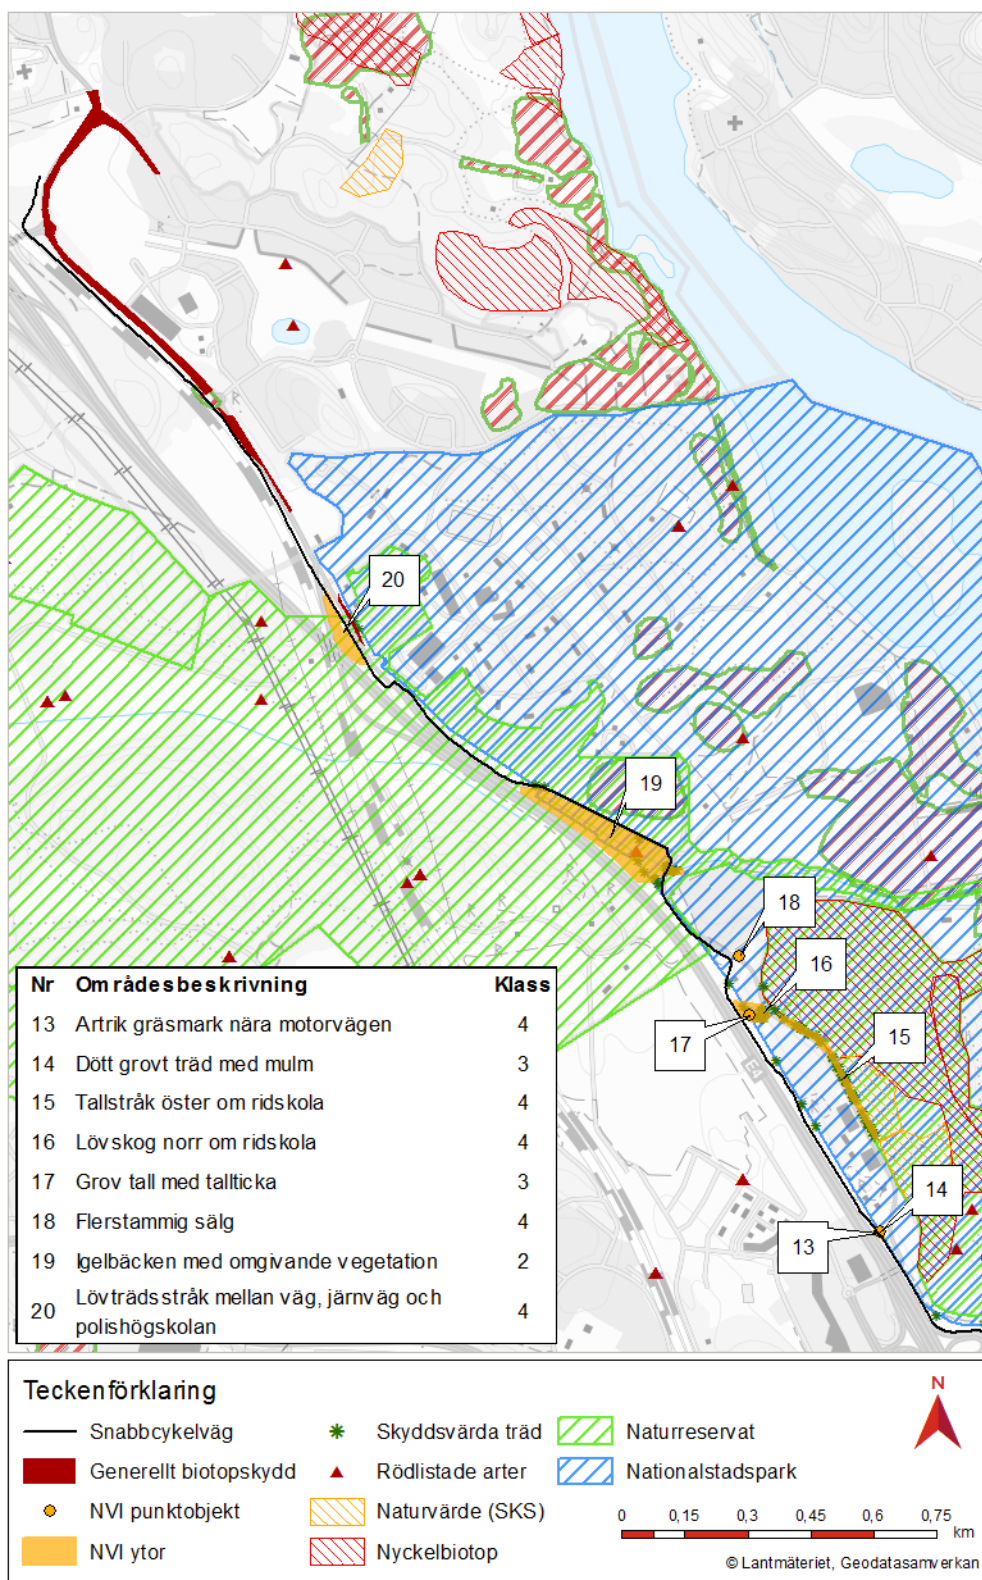 20
19
18
16
15
17
14
13
E4
Nr Områdesbeskrivning Klass
13 Artrik gräsmark nära motorvägen 4
14 Dött grovt träd med mulm 3
15 Tallstråk öster om ridskola 4
16 Lövskog norr om ridskola 4
17 Grov tall med tallticka 3
18 Flerstammig sälg 4
19 Igelbäcken med omgivande vegetation 2
20 Lövträdsstråk mellan väg, järnväg och
polishögskolan 4
Teckenförklaring
Snabbcykelväg
Generellt biotopskydd
NVI punktobjekt
NVI ytor
Skyddsvärda träd
Rödlistade arter
Naturvärde (SKS)
Nyckelbiotop
Naturreservat
Nationalstadspark
N
0 0,15 0,3 0,45 0,6 0,75
km
© Lantmäteriet, Geodatasamverkan